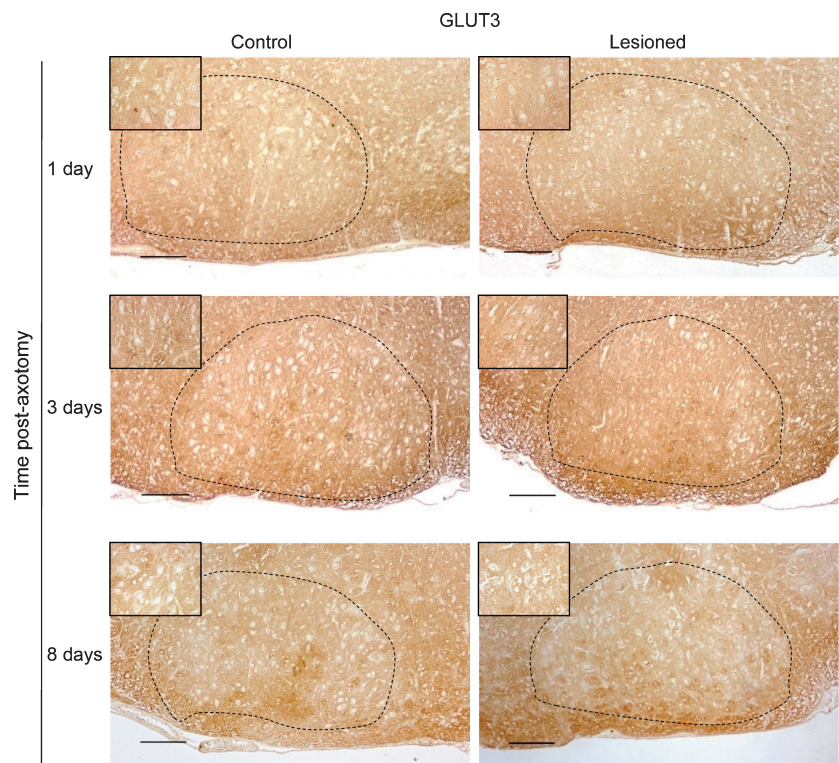 GLUT3
Control Lesioned
1 day
3 days
8 days
Time post-axotomy